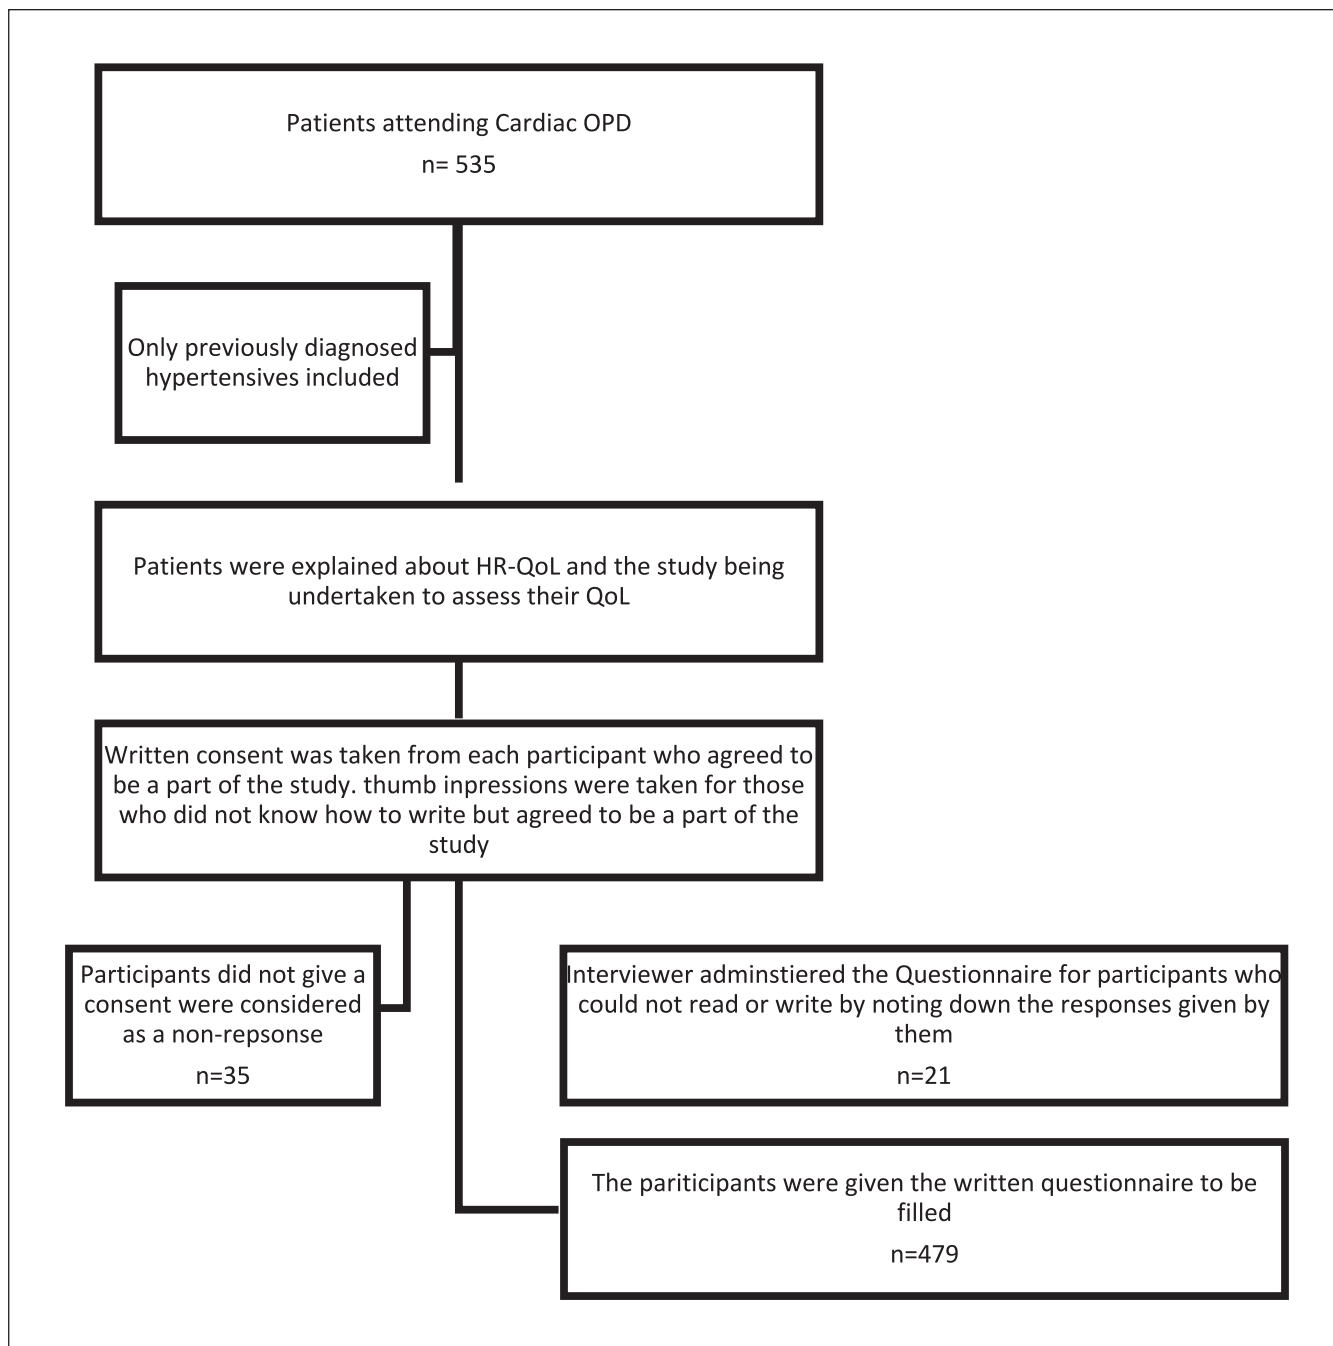 Patients attending Cardiac OPD
n= 535
Only previously diagnosed
hypertensives included
Patients were explained about HR-QoL and the study being
undertaken to assess their QoL
Written consent was taken from each participant who agreed to
be a part of the study. thumb inpressions were taken for those
who did not know how to write but agreed to be a part of the
study
Participants did not give a
consent were considered
as a non-repsonse
n=35
Interviewer adminstiered the Questionnaire for participants who
could not read or write by noting down the responses given by
them
n=21
The pariticipants were given the written questionnaire to be
filled
n=479